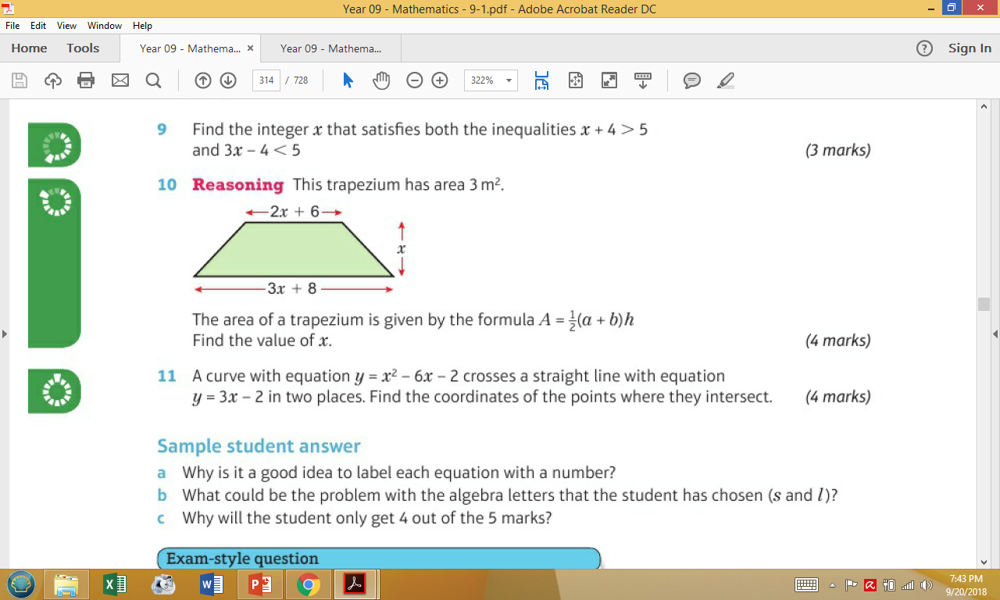 Year 09 - Mathematics - 9-1.pdf - Adobe Acrobat Reader DC
File Edit View Window Help
Home Tools Year 09 - Mathema... × Year 09 - Mathema... ? Sign In
314 / 728 322%
9 Find the integer x that satisfies both the inequalities x + 4 > 5
and 3x – 4 < 5 (3 marks)
10 Reasoning This trapezium has area 3 m².
2x + 6
x
3x + 8
The area of a trapezium is given by the formula A = ½(a + b)h
Find the value of x. (4 marks)
11 A curve with equation y = x² – 6x – 2 crosses a straight line with equation
y = 3x – 2 in two places. Find the coordinates of the points where they intersect. (4 marks)
Sample student answer
a Why is it a good idea to label each equation with a number?
b What could be the problem with the algebra letters that the student has chosen (s and l)?
c Why will the student only get 4 out of the 5 marks?
Exam-style question
7:43 PM
9/20/2018